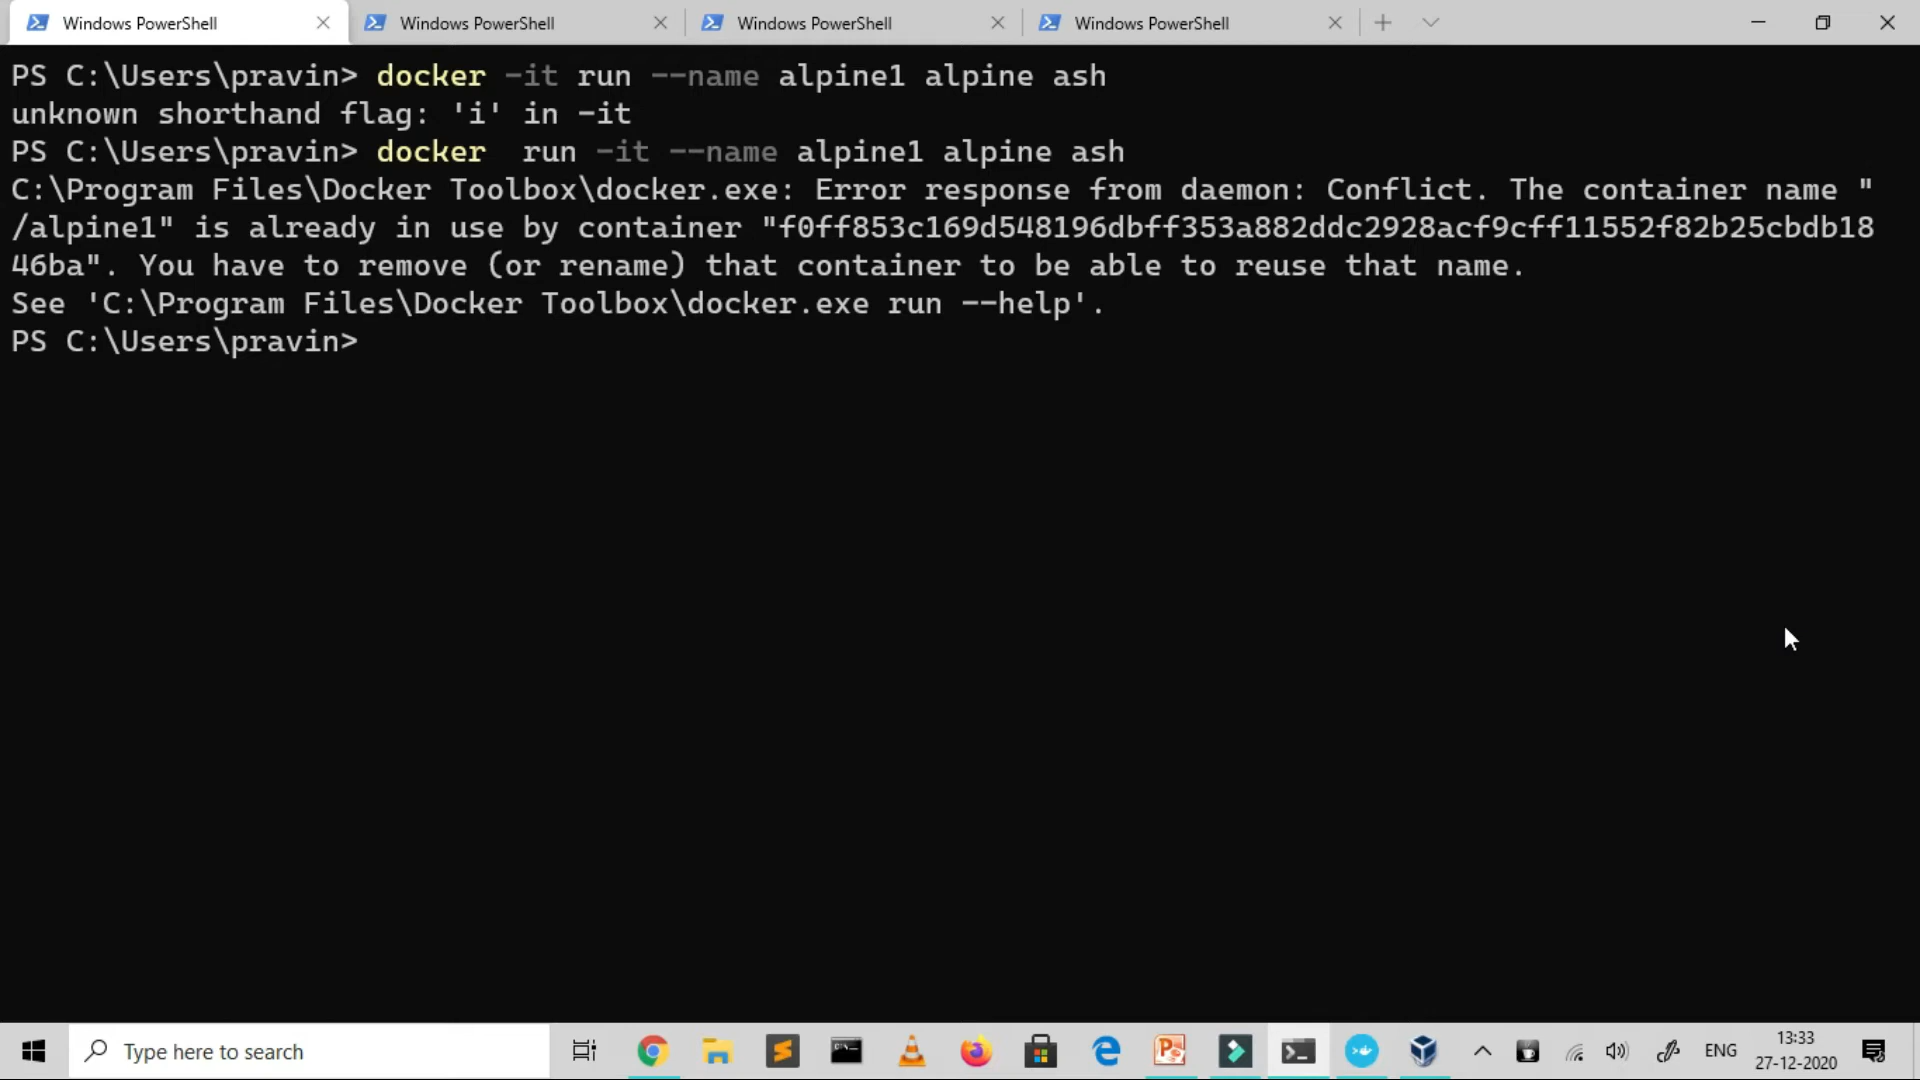 Windows PowerShell Windows PowerShell Windows PowerShell Windows PowerShell
PS C:\Users\pravin> docker -it run --name alpine1 alpine ash
unknown shorthand flag: 'i' in -it
PS C:\Users\pravin> docker  run -it --name alpine1 alpine ash
C:\Program Files\Docker Toolbox\docker.exe: Error response from daemon: Conflict. The container name "
/alpine1" is already in use by container "f0ff853c169d548196dbff353a882ddc2928acf9cff11552f82b25cbdb18
46ba". You have to remove (or rename) that container to be able to reuse that name.
See 'C:\Program Files\Docker Toolbox\docker.exe run --help'.
PS C:\Users\pravin>
Type here to search
ENG
13:33
27-12-2020